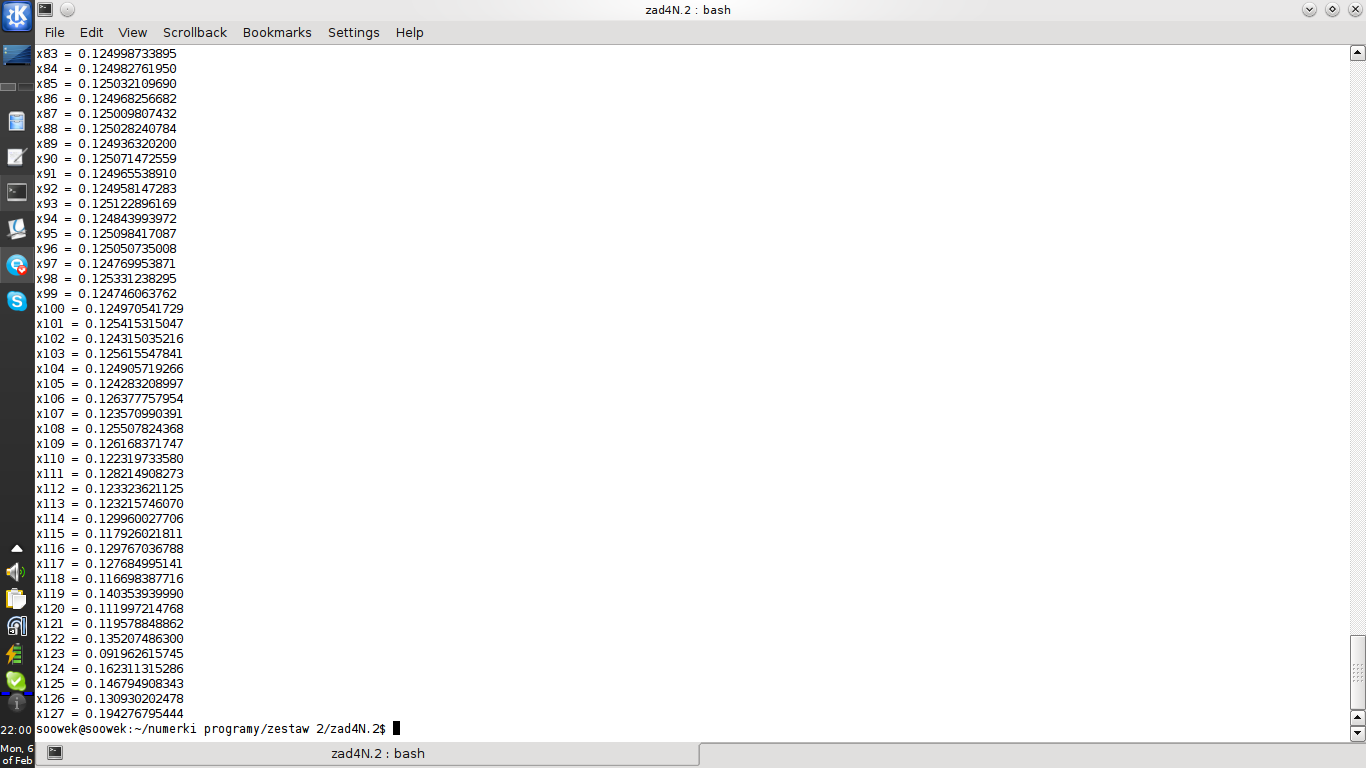 zad4N.2 : bash
File Edit View Scrollback Bookmarks Settings Help
x83 = 0.124998733895
x84 = 0.124982761950
x85 = 0.125032109690
x86 = 0.124968256682
x87 = 0.125009807432
x88 = 0.125028240784
x89 = 0.124936320200
x90 = 0.125071472559
x91 = 0.124965538910
x92 = 0.124958147283
x93 = 0.125122896169
x94 = 0.124843993972
x95 = 0.125098417087
x96 = 0.125050735008
x97 = 0.124769953871
x98 = 0.125331238295
x99 = 0.124746063762
x100 = 0.124970541729
x101 = 0.125415315047
x102 = 0.124315035216
x103 = 0.125615547841
x104 = 0.124905719266
x105 = 0.124283208997
x106 = 0.126377757954
x107 = 0.123570990391
x108 = 0.125507824368
x109 = 0.126168371747
x110 = 0.122319733580
x111 = 0.128214908273
x112 = 0.123323621125
x113 = 0.123215746070
x114 = 0.129960027706
x115 = 0.117926021811
x116 = 0.129767036788
x117 = 0.127684995141
x118 = 0.116698387716
x119 = 0.140353939990
x120 = 0.111997214768
x121 = 0.119578848862
x122 = 0.135207486300
x123 = 0.091962615745
x124 = 0.162311315286
x125 = 0.146794908343
x126 = 0.130930202478
x127 = 0.194276795444
soowek@soowek:~/numerki programy/zestaw 2/zad4N.2$
22:00
Mon, 6
of Feb
zad4N.2 : bash